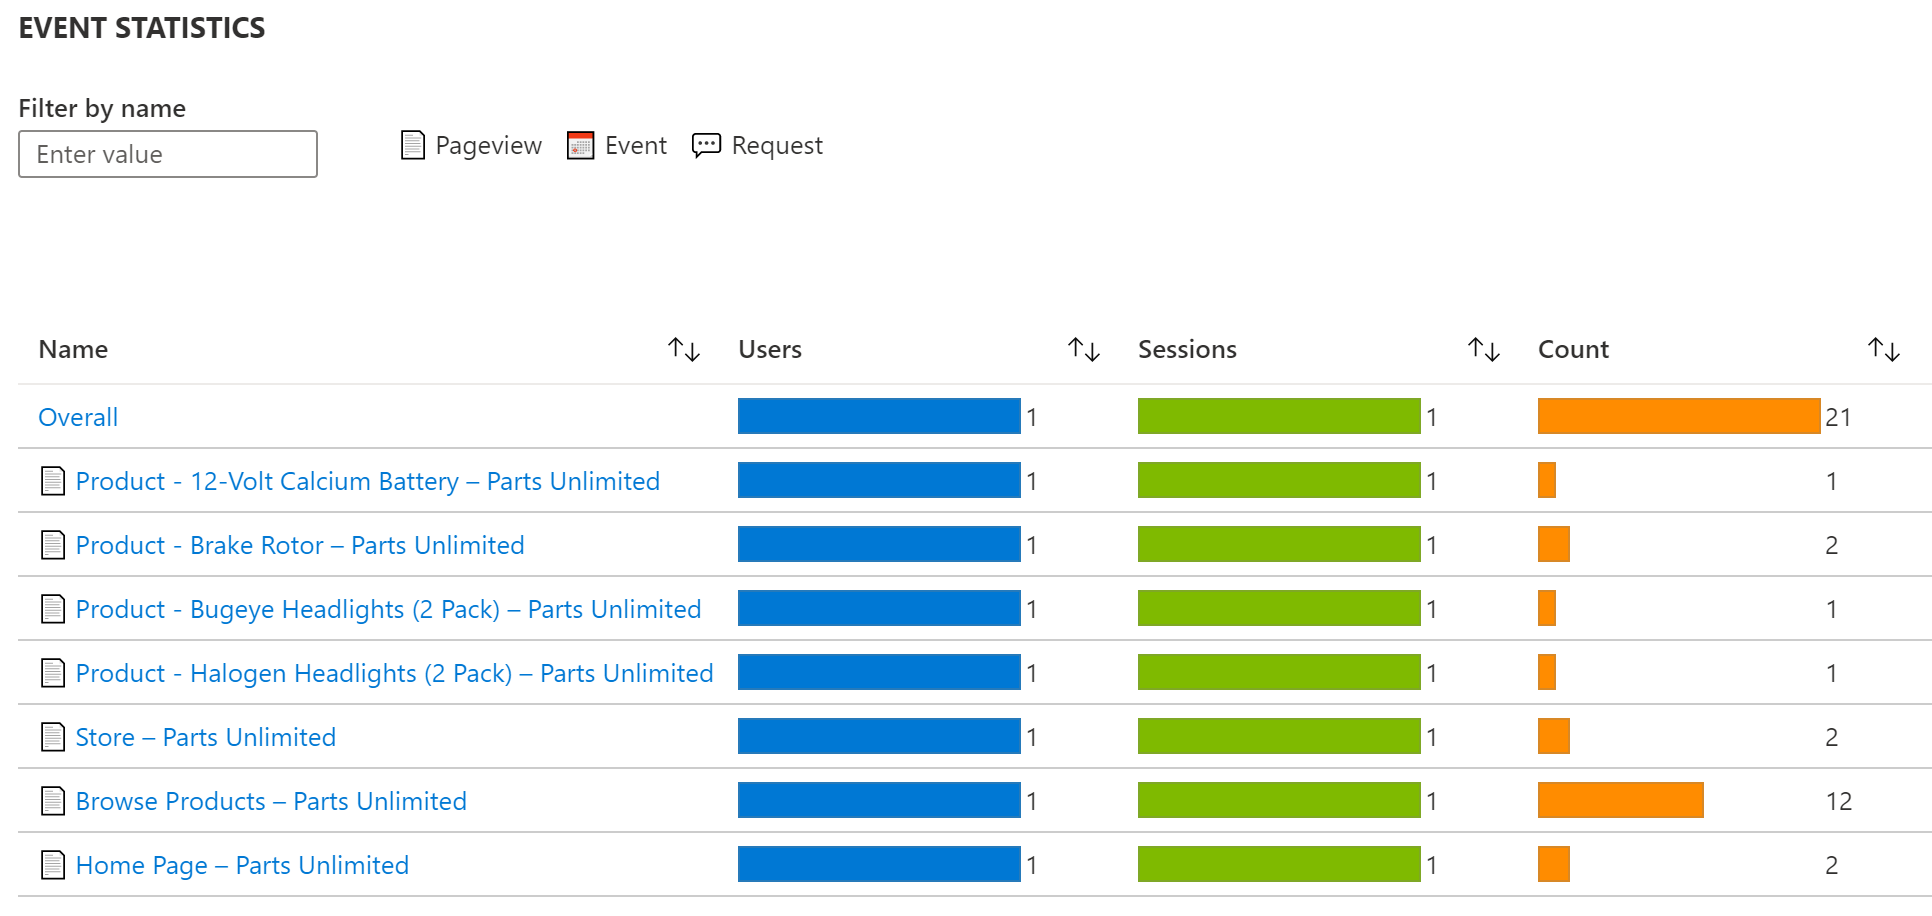 EVENT STATISTICS
Filter by name
Enter value
Pageview Event Request
Name Users Sessions Count
Overall 1 1 21
Product - 12-Volt Calcium Battery – Parts Unlimited 1 1 1
Product - Brake Rotor – Parts Unlimited 1 1 2
Product - Bugeye Headlights (2 Pack) – Parts Unlimited 1 1 1
Product - Halogen Headlights (2 Pack) – Parts Unlimited 1 1 1
Store – Parts Unlimited 1 1 2
Browse Products – Parts Unlimited 1 1 12
Home Page – Parts Unlimited 1 1 2